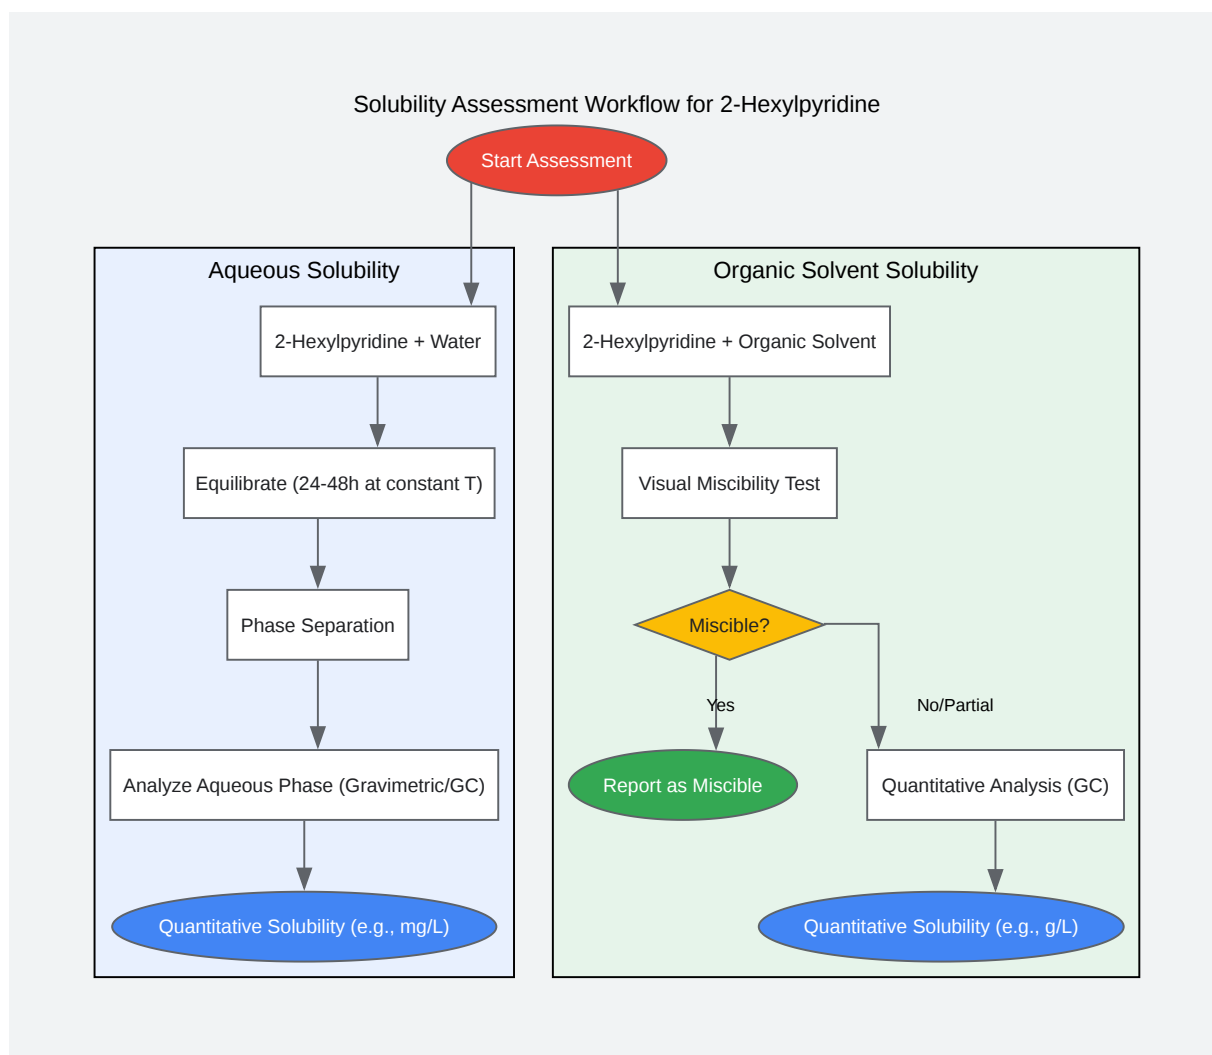 Solubility Assessment Workflow for 2-Hexylpyridine
Start Assessment
Aqueous Solubility
2-Hexylpyridine + Water
Equilibrate (24-48h at constant T)
Phase Separation
Analyze Aqueous Phase (Gravimetric/GC)
Quantitative Solubility (e.g., mg/L)
Organic Solvent Solubility
2-Hexylpyridine + Organic Solvent
Visual Miscibility Test
Miscible?
Yes
No/Partial
Report as Miscible
Quantitative Analysis (GC)
Quantitative Solubility (e.g., g/L)